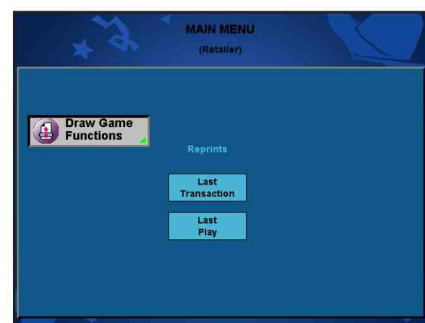 MAIN MENU
(Retailer)
Draw Game
Functions
Reprints
Last
Transaction
Last
Play